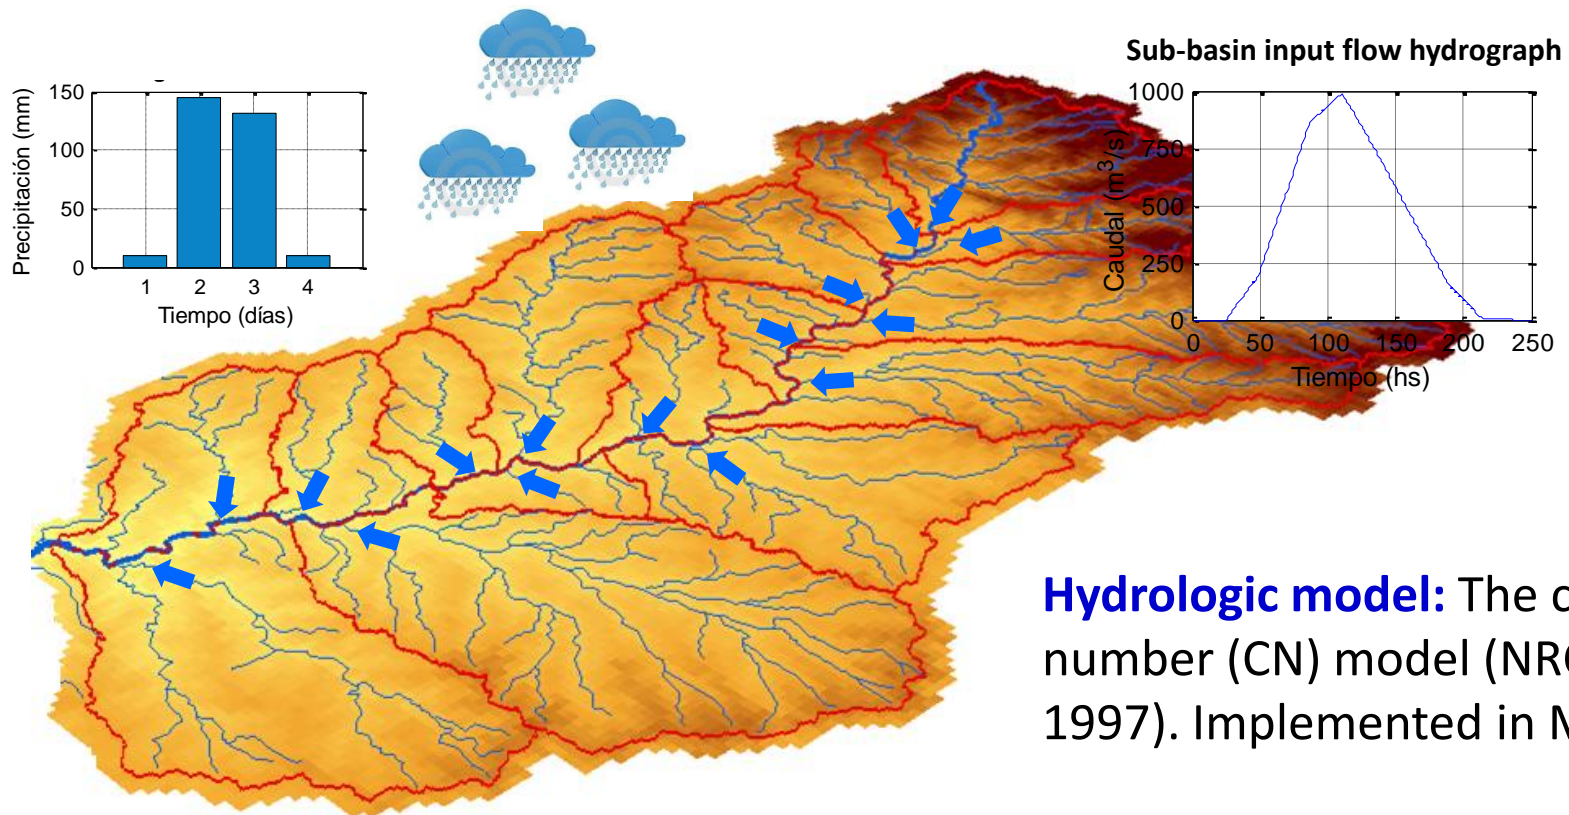 Precipitación (mm)
150
100
50
0
1 2 3 4
Tiempo (días)
Sub-basin input flow hydrograph
Caudal (m³/s)
1000
750
500
250
0
0 50 100 150 200 250
Tiempo (hs)
Hydrologic model: The
number (CN) model
1997). Implemented in